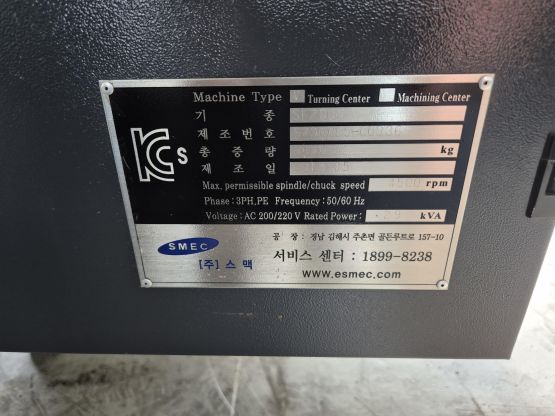 Machine Type Turning Center Machining Center
기 종
제 조 번 호
총 중 량 kg
제 조 일
Max. permissible spindle/chuck speed 4500 rpm
Phase : 3PH,PE Frequency : 50/60 Hz
Voltage : AC 200/220 V Rated Power : 29 kVA
KCs
SMEC
[주] 스 맥
공 장 : 경남 김해시 주촌면 골든루트로 157-10
서비스 센터 : 1899-8238
www.esmec.com